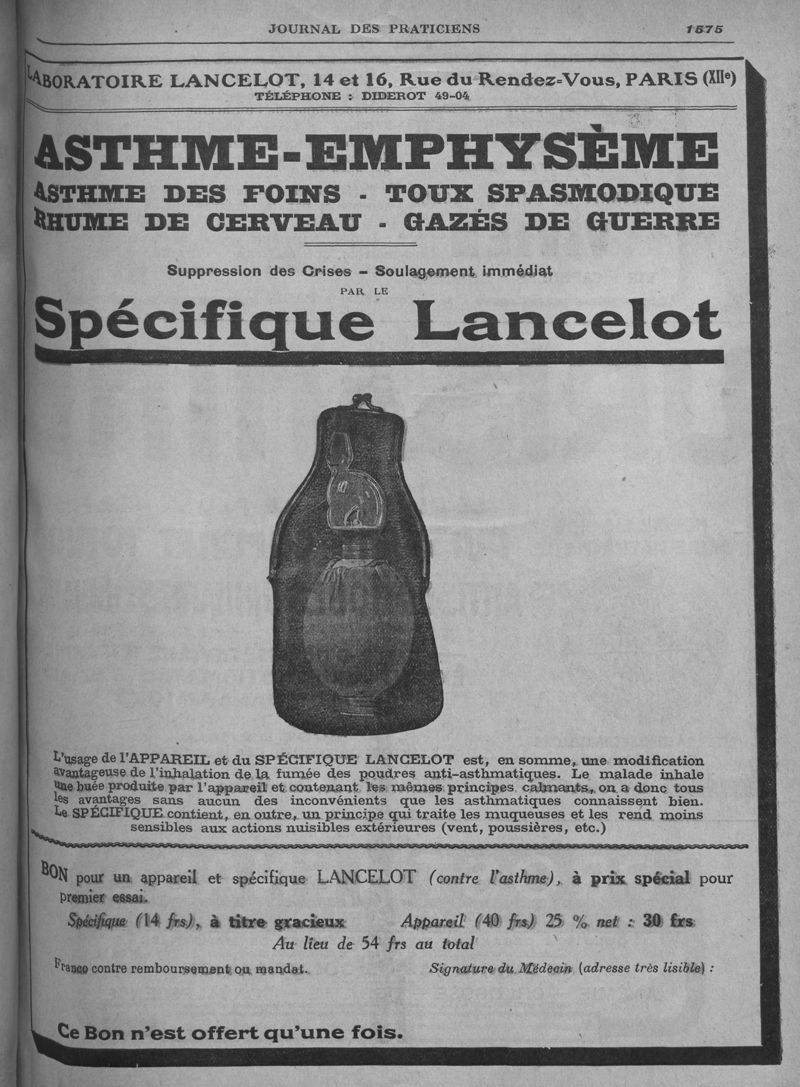 JOURNAL DES PRATICIENS 1575
LABORATOIRE LANCELOT, 14 et 16, Rue du Rendez-Vous, PARIS (XIIe)
TÉLÉPHONE : DIDEROT 49-04
ASTHME-EMPHYSÈME
ASTHME DES FOINS - TOUX SPASMODIQUE
RHUME DE CERVEAU - GAZÉS DE GUERRE
Suppression des Crises - Soulagement immédiat
PAR LE
Spécifique Lancelot
L'usage de l'APPAREIL et du SPÉCIFIQUE LANCELOT est, en somme, une modification
avantageuse de l'inhalation de la fumée des poudres anti-asthmatiques. Le malade inhale
une buée produite par l'appareil et contenant les mêmes principes calmants, on a donc tous
les avantages sans aucun des inconvénients que les asthmatiques connaissent bien.
Le SPÉCIFIQUE contient, en outre, un principe qui traite les muqueuses et les rend moins
sensibles aux actions nuisibles extérieures (vent, poussières, etc.)
BON pour un appareil et spécifique LANCELOT (contre l'asthme), à prix spécial pour
premier essai.
Spécifique (14 frs), à titre gracieux Appareil (40 frs) 25 % net : 30 frs
Au lieu de 54 frs au total
Franco contre remboursement ou mandat. Signature du Médecin (adresse très lisible) :
Ce Bon n'est offert qu'une fois.